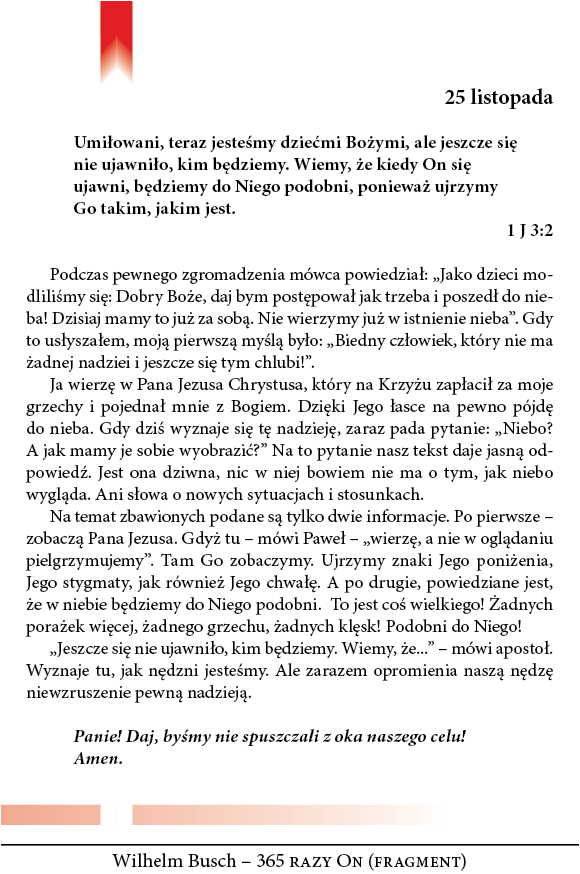 25 listopada
Umiłowani, teraz jesteśmy dziećmi Bożymi, ale jeszcze się
nie ujawniło, kim będziemy. Wiemy, że kiedy On się
ujawni, będziemy do Niego podobni, ponieważ ujrzymy
Go takim, jakim jest.
1 J 3:2
Podczas pewnego zgromadzenia mówca powiedział: „Jako dzieci mo-
dliliśmy się: Dobry Boże, daj bym postępował jak trzeba i poszedł do nie-
ba! Dzisiaj mamy to już za sobą. Nie wierzymy już w istnienie nieba”. Gdy
to usłyszałem, moją pierwszą myślą było: „Biedny człowiek, który nie ma
żadnej nadziei i jeszcze się tym chlubi!”.
Ja wierzę w Pana Jezusa Chrystusa, który na Krzyżu zapłacił za moje
grzechy i pojednał mnie z Bogiem. Dzięki Jego łasce na pewno pójdę
do nieba. Gdy dziś wyznaje się tę nadzieję, zaraz pada pytanie: „Niebo?
A jak mamy je sobie wyobrazić?” Na to pytanie nasz tekst daje jasną od-
powiedź. Jest ona dziwna, nic w niej bowiem nie ma o tym, jak niebo
wygląda. Ani słowa o nowych sytuacjach i stosunkach.
Na temat zbawionych podane są tylko dwie informacje. Po pierwsze –
zobaczą Pana Jezusa. Gdyż tu – mówi Paweł – „wierzę, a nie w oglądaniu
pielgrzymujemy”. Tam Go zobaczymy. Ujrzymy znaki Jego poniżenia,
Jego stygmaty, jak również Jego chwałę. A po drugie, powiedziane jest,
że w niebie będziemy do Niego podobni. To jest coś wielkiego! Żadnych
porażek więcej, żadnego grzechu, żadnych klęsk! Podobni do Niego!
„Jeszcze się nie ujawniło, kim będziemy. Wiemy, że...” – mówi apostoł.
Wyznaje tu, jak nędzni jesteśmy. Ale zarazem opromienia naszą nędzę
niewzruszenie pewną nadzieją.
Panie! Daj, byśmy nie spuszczali z oka naszego celu!
Amen.
Wilhelm Busch – 365 RAZY ON (FRAGMENT)